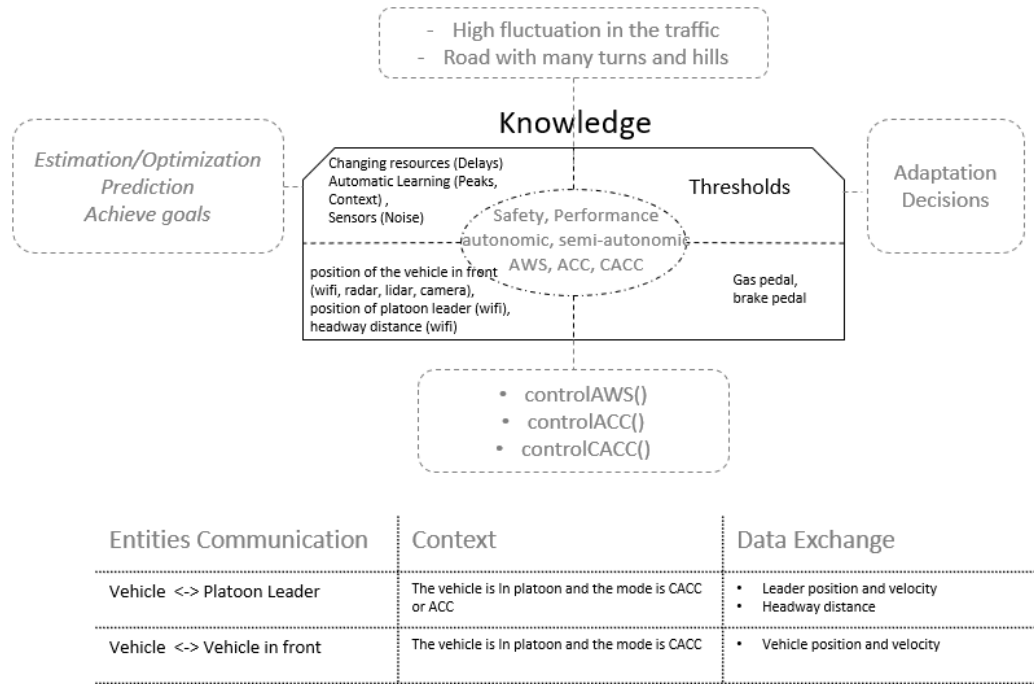 - High fluctuation in the traffic
- Road with many turns and hills
Knowledge
Estimation/Optimization
Prediction
Achieve goals
Changing resources (Delays)
Automatic Learning (Peaks,
Context) ,
Sensors (Noise)
Thresholds
Adaptation
Decisions
Safety, Performance
autonomic, semi-autonomic
AWS, ACC, CACC
position of the vehicle in front
(wifi, radar, lidar, camera),
position of platoon leader (wifi),
headway distance (wifi)
Gas pedal,
brake pedal
• controlAWS()
• controlACC()
• controlCACC()
Entities Communication Context Data Exchange
Vehicle <-> Platoon Leader
The vehicle is In platoon and the mode is CACC
or ACC
• Leader position and velocity
• Headway distance
Vehicle <-> Vehicle in front
The vehicle is In platoon and the mode is CACC
• Vehicle position and velocity